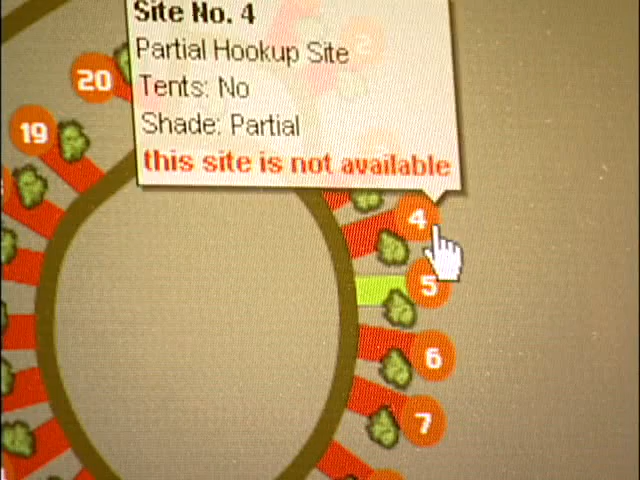 Site No. 4
Partial Hookup Site
Tents: No
Shade: Partial
this site is not available
2
20
19
4
5
6
7